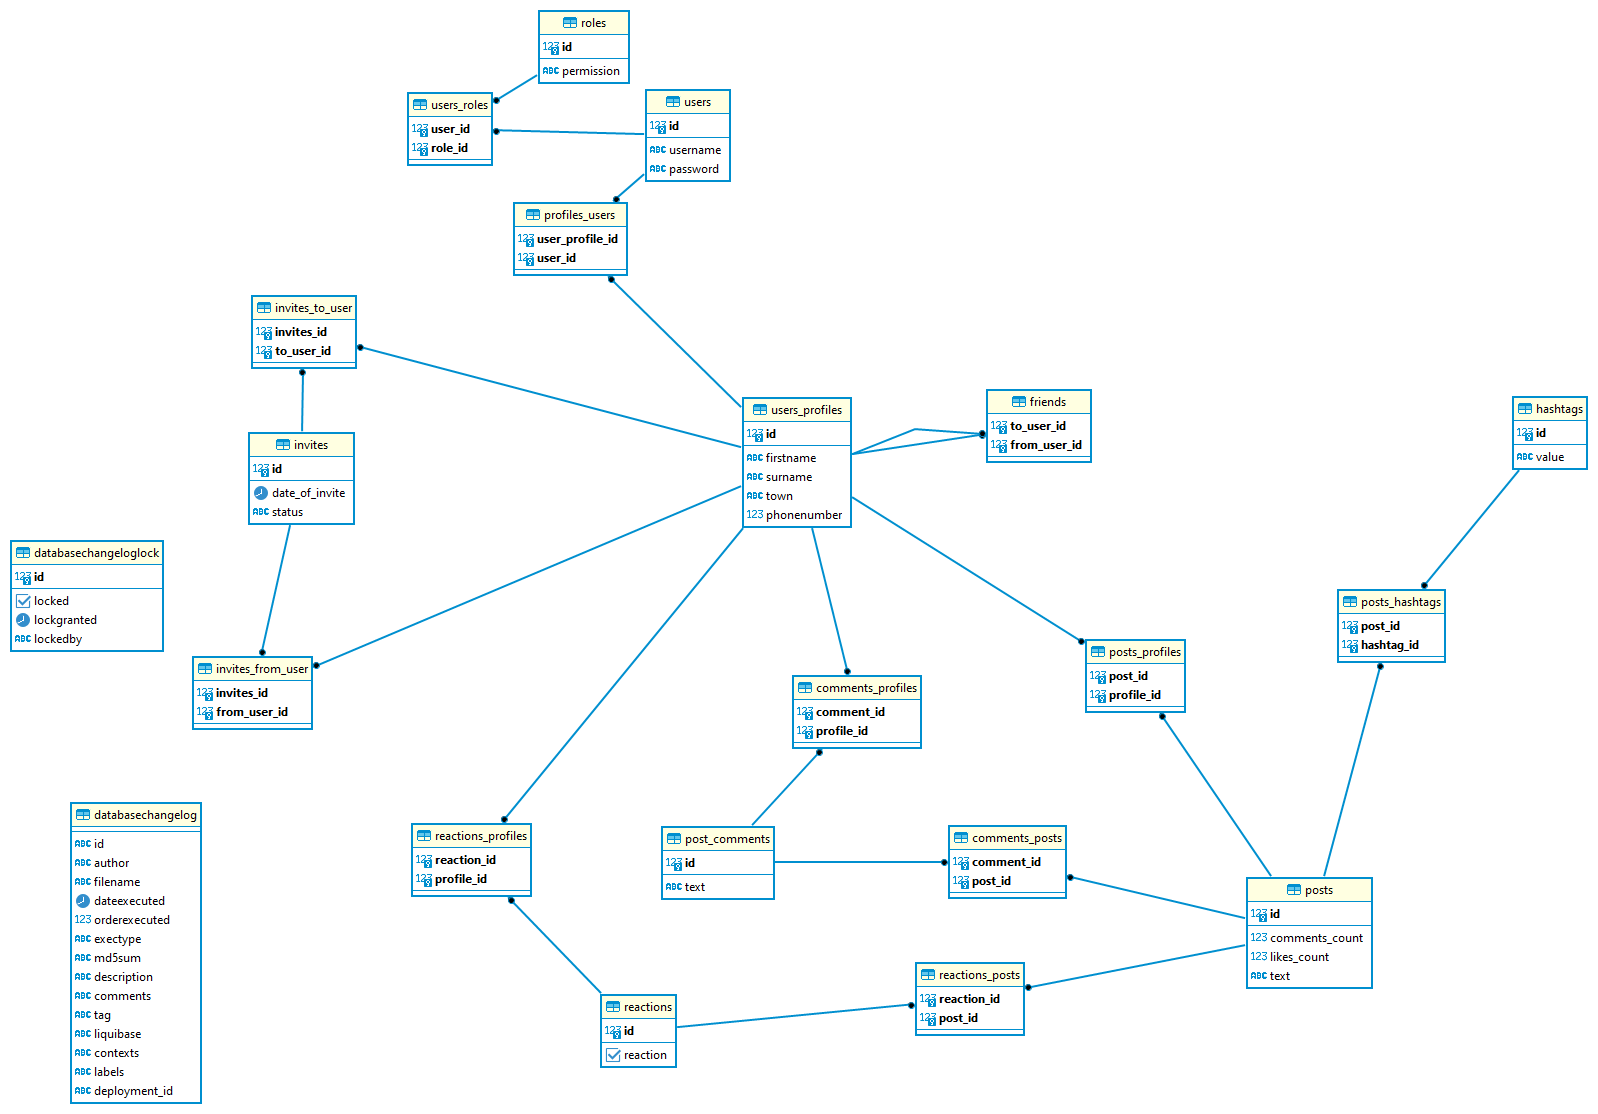 roles
123 id
ABC permission
users_roles
123 user_id
123 role_id
users
123 id
ABC username
ABC password
profiles_users
123 user_profile_id
123 user_id
invites_to_user
123 invites_id
123 to_user_id
users_profiles
123 id
ABC firstname
ABC surname
ABC town
123 phonenumber
friends
123 to_user_id
123 from_user_id
hashtags
123 id
ABC value
invites
123 id
date_of_invite
ABC status
databasechangeloglock
123 id
locked
lockgranted
ABC lockedby
posts_hashtags
123 post_id
123 hashtag_id
invites_from_user
123 invites_id
123 from_user_id
posts_profiles
123 post_id
123 profile_id
comments_profiles
123 comment_id
123 profile_id
databasechangelog
ABC id
ABC author
ABC filename
dateexecuted
123 orderexecuted
ABC exectype
ABC md5sum
ABC description
ABC comments
ABC tag
ABC liquibase
ABC contexts
ABC labels
ABC deployment_id
reactions_profiles
123 reaction_id
123 profile_id
post_comments
123 id
ABC text
comments_posts
123 comment_id
123 post_id
posts
123 id
123 comments_count
123 likes_count
ABC text
reactions_posts
123 reaction_id
123 post_id
reactions
123 id
reaction